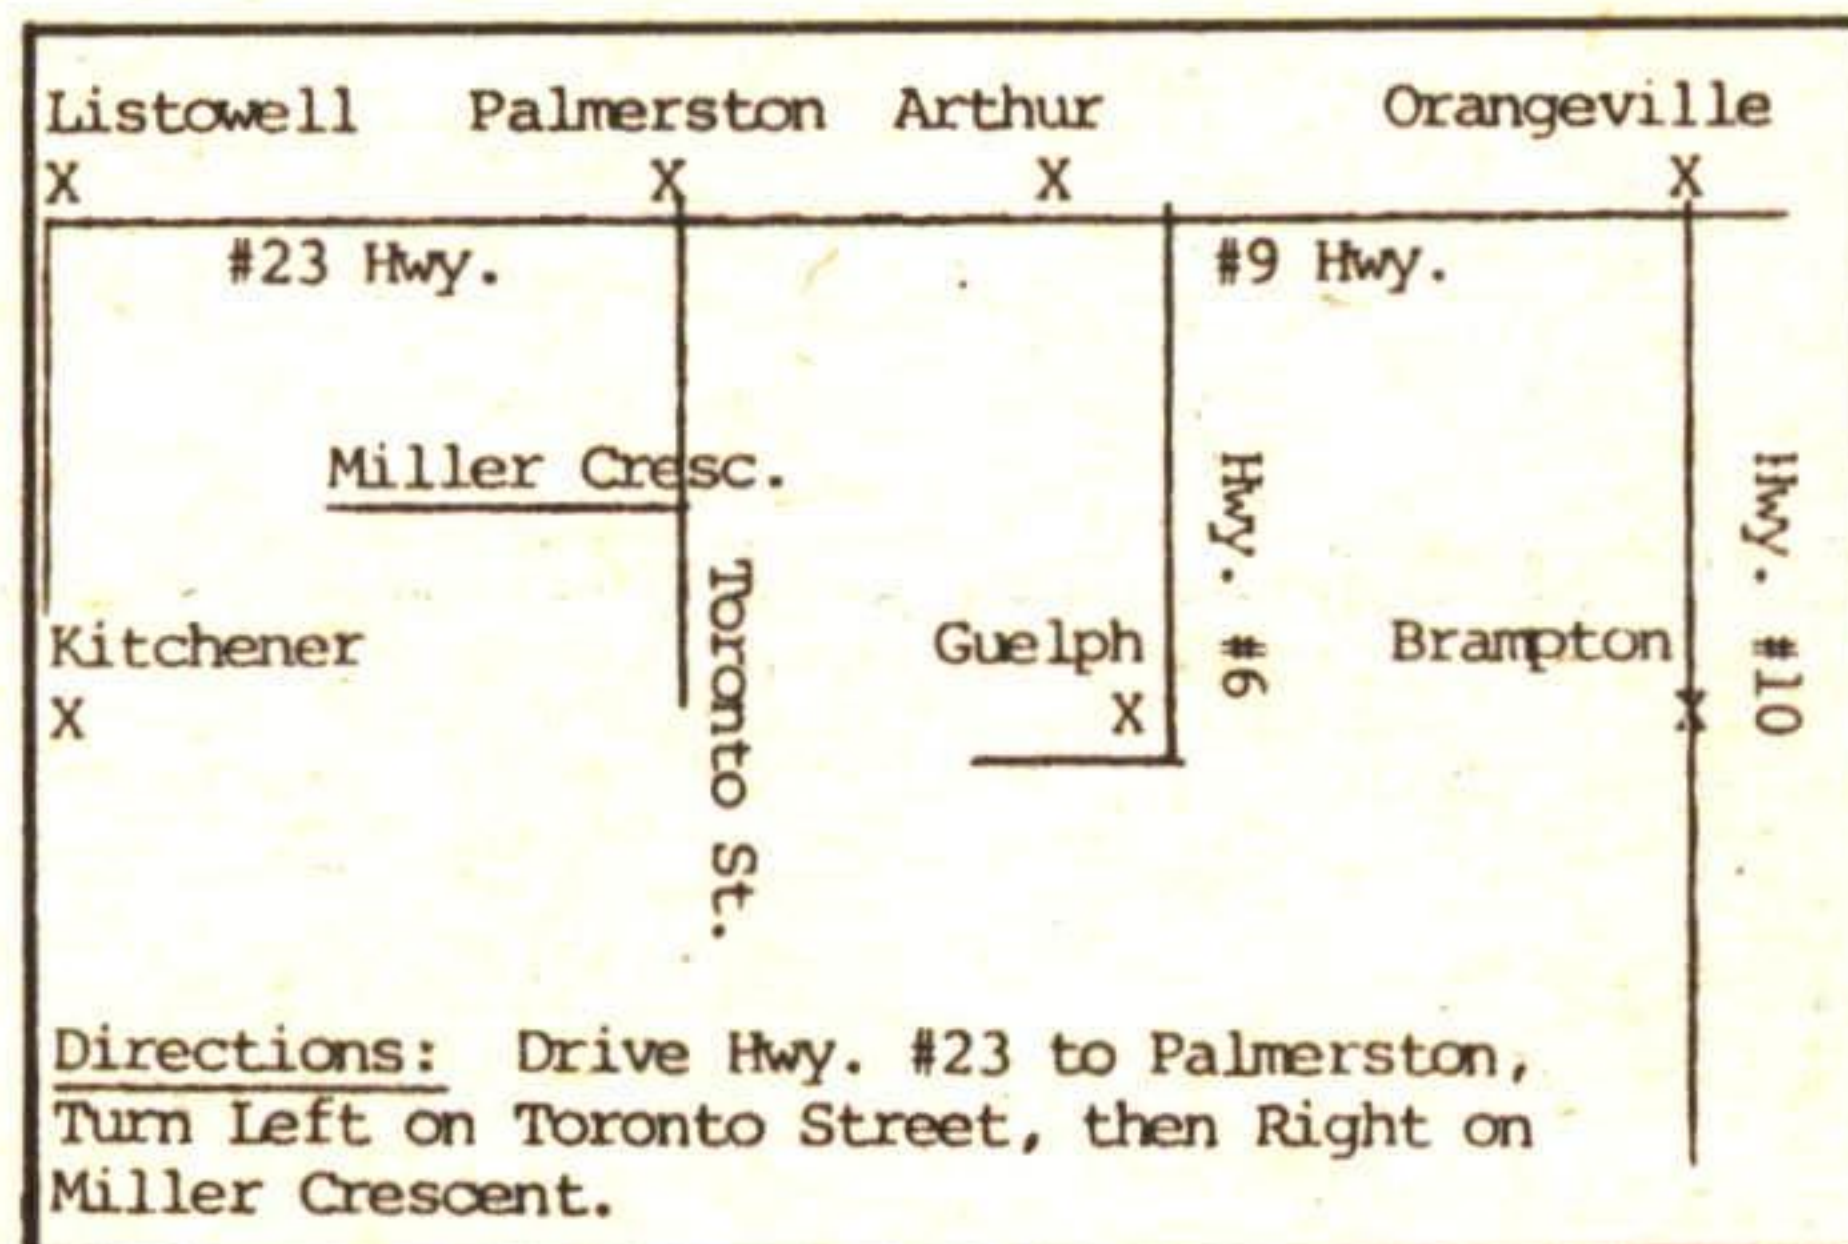 Listowell Palmerston Arthur Orangeville
X X X X
#23 Hwy. #9 Hwy.
Miller Cresc.
Hwy. #6
Hwy. #10
Toronto St.
Kitchener Guelph Brampton
X X X
Directions: Drive Hwy. #23 to Palmerston,
Turn Left on Toronto Street, then Right on
Miller Crescent.